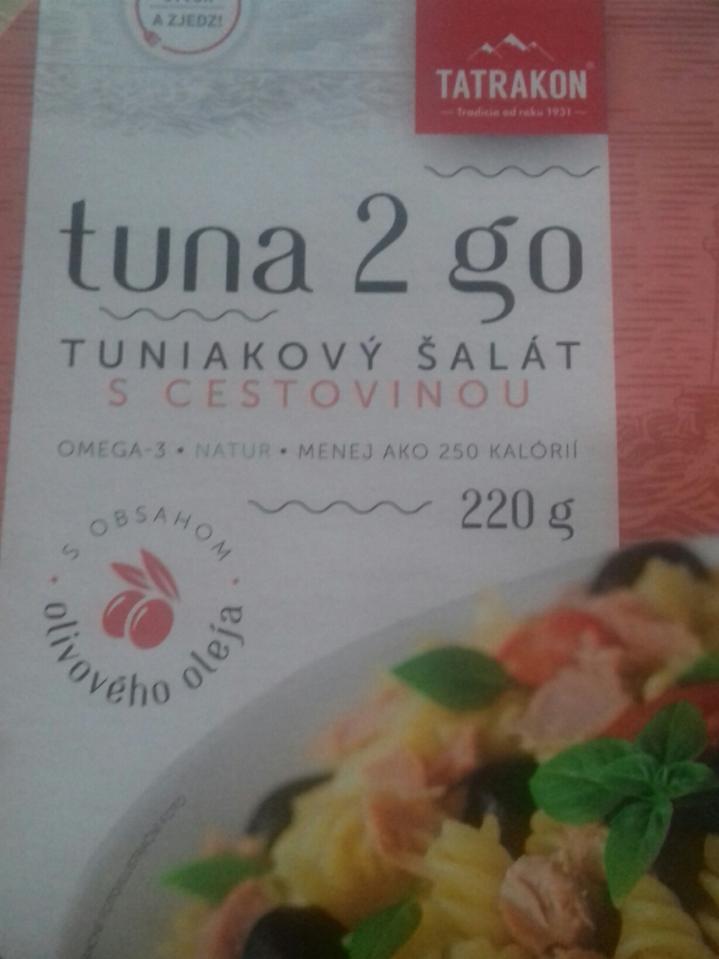 A ZJEDZ!
TATRAKON®
Tradícia od roku 1931
tuna 2 go
TUNIAKOVÝ ŠALÁT
S CESTOVINOU
OMEGA-3 • NATUR • MENEJ AKO 250 KALÓRIÍ
220 g
S OBSAHOM
olivového oleja